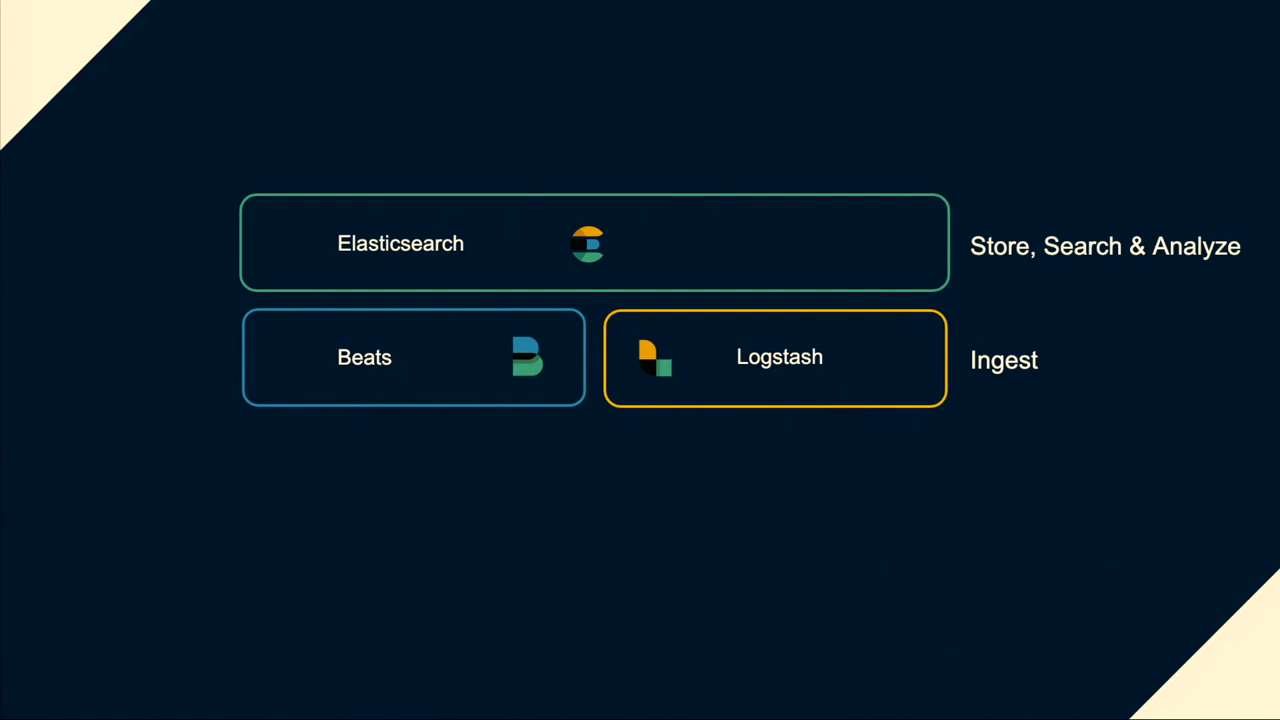 Elasticsearch
Store, Search & Analyze
Beats
Logstash
Ingest